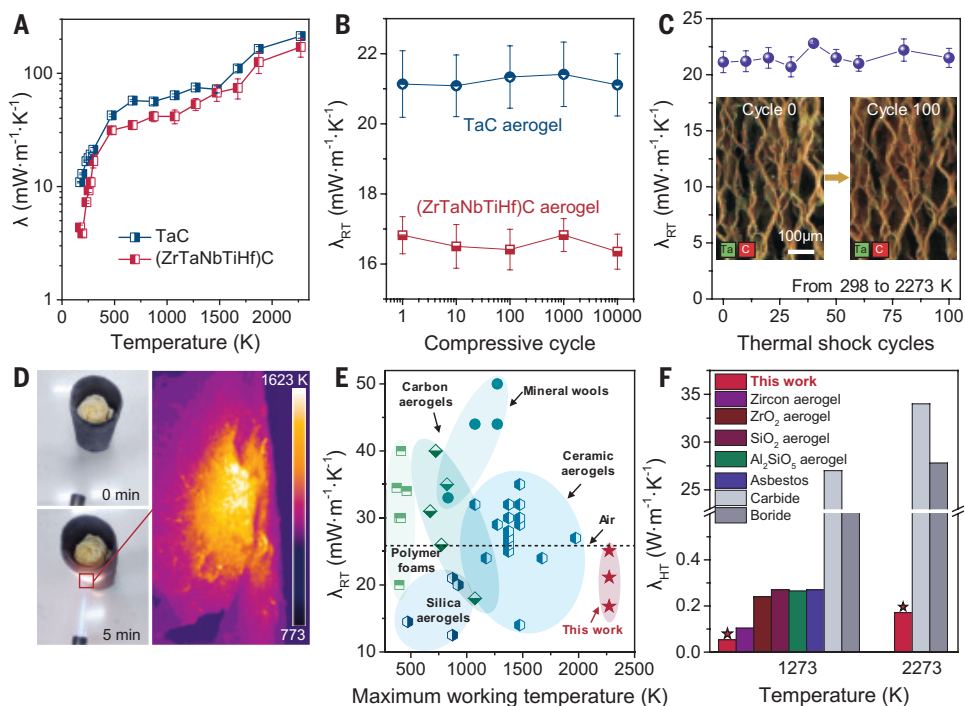 A
λ (mW·m⁻¹·K⁻¹)
100
10
1
TaC
(ZrTaNbTiHf)C
0 500 1000 1500 2000
Temperature (K)
B
λRT (mW·m⁻¹·K⁻¹)
22
20
18
16
TaC aerogel
(ZrTaNbTiHf)C aerogel
1 10 100 1000 10000
Compressive cycle
C
λRT (mW·m⁻¹·K⁻¹)
25
20
15
10
5
0
Cycle 0
Cycle 100
100μm
Ta C
Ta C
From 298 to 2273 K
0 20 40 60 80 100
Thermal shock cycles
D
0 min
5 min
1623 K
773
E
λRT (mW·m⁻¹·K⁻¹)
50
40
30
20
10
Carbon
aerogels
Mineral wools
Ceramic
aerogels
Air
Polymer
foams
Silica
aerogels
This work
500 1000 1500 2000 2500
Maximum working temperature (K)
F
λHT (W·m⁻¹·K⁻¹)
35
30
25
0.4
0.2
0.0
This work
Zircon aerogel
ZrO₂ aerogel
SiO₂ aerogel
Al₂SiO₅ aerogel
Asbestos
Carbide
Boride
1273 2273
Temperature (K)